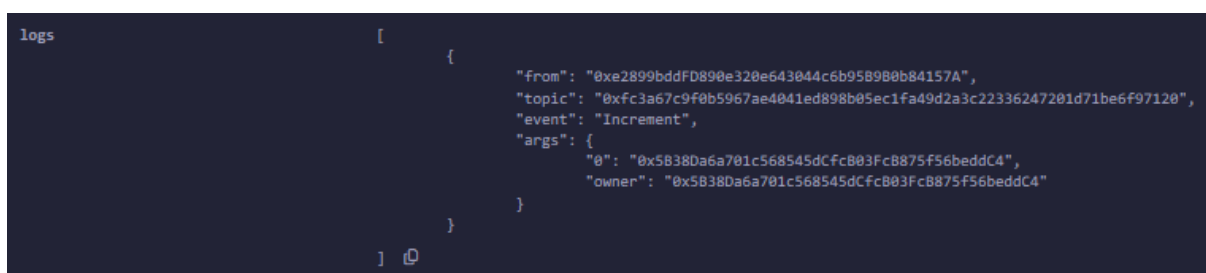 logs [
{
"from": "0xe2899bddFD890e320e643044c6b95B9B0b84157A",
"topic": "0xfc3a67c9f0b5967ae4041ed898b05ec1fa49d2a3c22336247201d71be6f97120",
"event": "Increment",
"args": {
"0": "0x5B38Da6a701c568545dCfcB03FcB875f56beddC4",
"owner": "0x5B38Da6a701c568545dCfcB03FcB875f56beddC4"
}
}
]